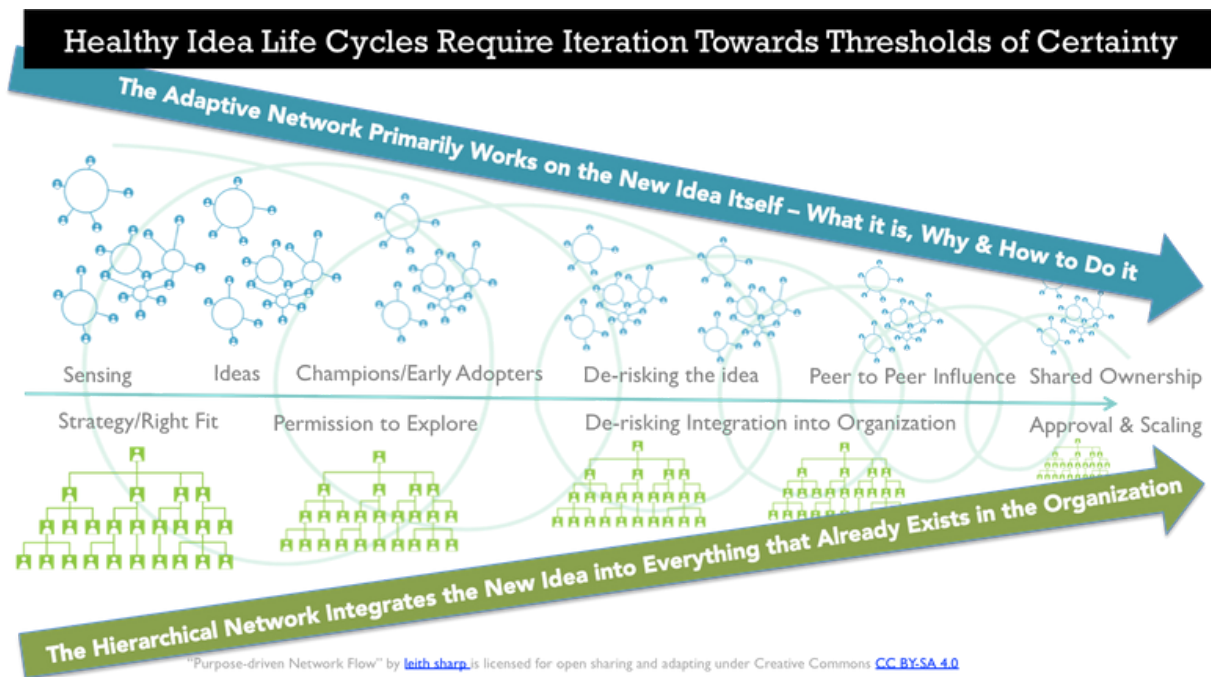 Healthy Idea Life Cycles Require Iteration Towards Thresholds of Certainty
The Adaptive Network Primarily Works on the New Idea Itself – What it is, Why & How to Do it
Sensing
Ideas
Champions/Early Adopters
De-risking the idea
Peer to Peer Influence
Shared Ownership
Strategy/Right Fit
Permission to Explore
De-risking Integration into Organization
Approval & Scaling
The Hierarchical Network Integrates the New Idea into Everything that Already Exists in the Organization
"Purpose-driven Network Flow" by leith sharp is licensed for open sharing and adapting under Creative Commons CC BY-SA 4.0